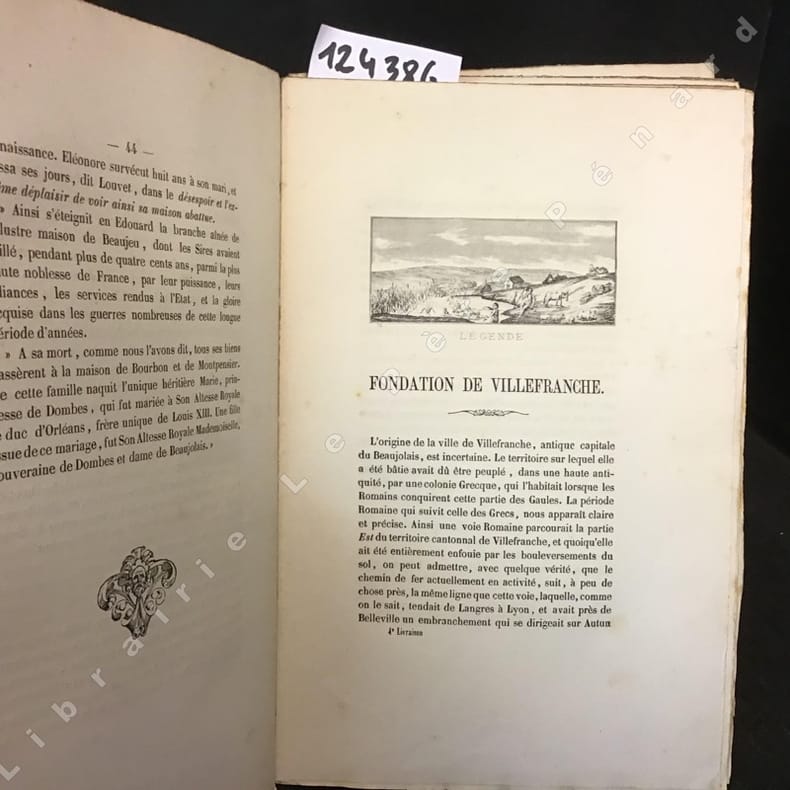 124386
— 44 —
naissance. Eléonore survécut huit ans à son mari, et
ssa ses jours, dit Louvet, dans le désespoir et l'ex-
ême déplaisir de voir ainsi sa maison abattue.
» Ainsi s'éteignit en Edouard la branche aînée de
lustre maison de Beaujeu, dont les Sires avaient
illé, pendant plus de quatre cents ans, parmi la plus
aute noblesse de France, par leur puissance, leurs
liances, les services rendus à l'Etat, et la gloire
cquise dans les guerres nombreuses de cette longue
ériode d'années.
» A sa mort, comme nous l'avons dit, tous ses biens
assèrent à la maison de Bourbon et de Montpensier.
e cette famille naquit l'unique héritière Marie, prin-
esse de Dombes, qui fut mariée à Son Altesse Royale
e duc d'Orléans, frère unique de Louis XIII. Une fille
ssue de ce mariage, fut Son Altesse Royale Mademoiselle,
ouveraine de Dombes et dame de Beaujolais. »
LÉGENDE
FONDATION DE VILLEFRANCHE.
L'origine de la ville de Villefranche, antique capitale
du Beaujolais, est incertaine. Le territoire sur lequel elle
a été bâtie avait dû être peuplé, dans une haute anti-
quité, par une colonie Grecque, qui l'habitait lorsque les
Romains conquirent cette partie des Gaules. La période
Romaine qui suivit celle des Grecs, nous apparaît claire
et précise. Ainsi une voie Romaine parcourait la partie
Est du territoire cantonnal de Villefranche, et quoiqu'elle
ait été entièrement enfouie par les bouleversements du
sol, on peut admettre, avec quelque vérité, que le
chemin de fer actuellement en activité, suit, à peu de
chose près, la même ligne que cette voie, laquelle, comme
on le sait, tendait de Langres à Lyon, et avait près de
Belleville un embranchement qui se dirigeait sur Autun
4e Livraison
Librairie Le Père Pénard